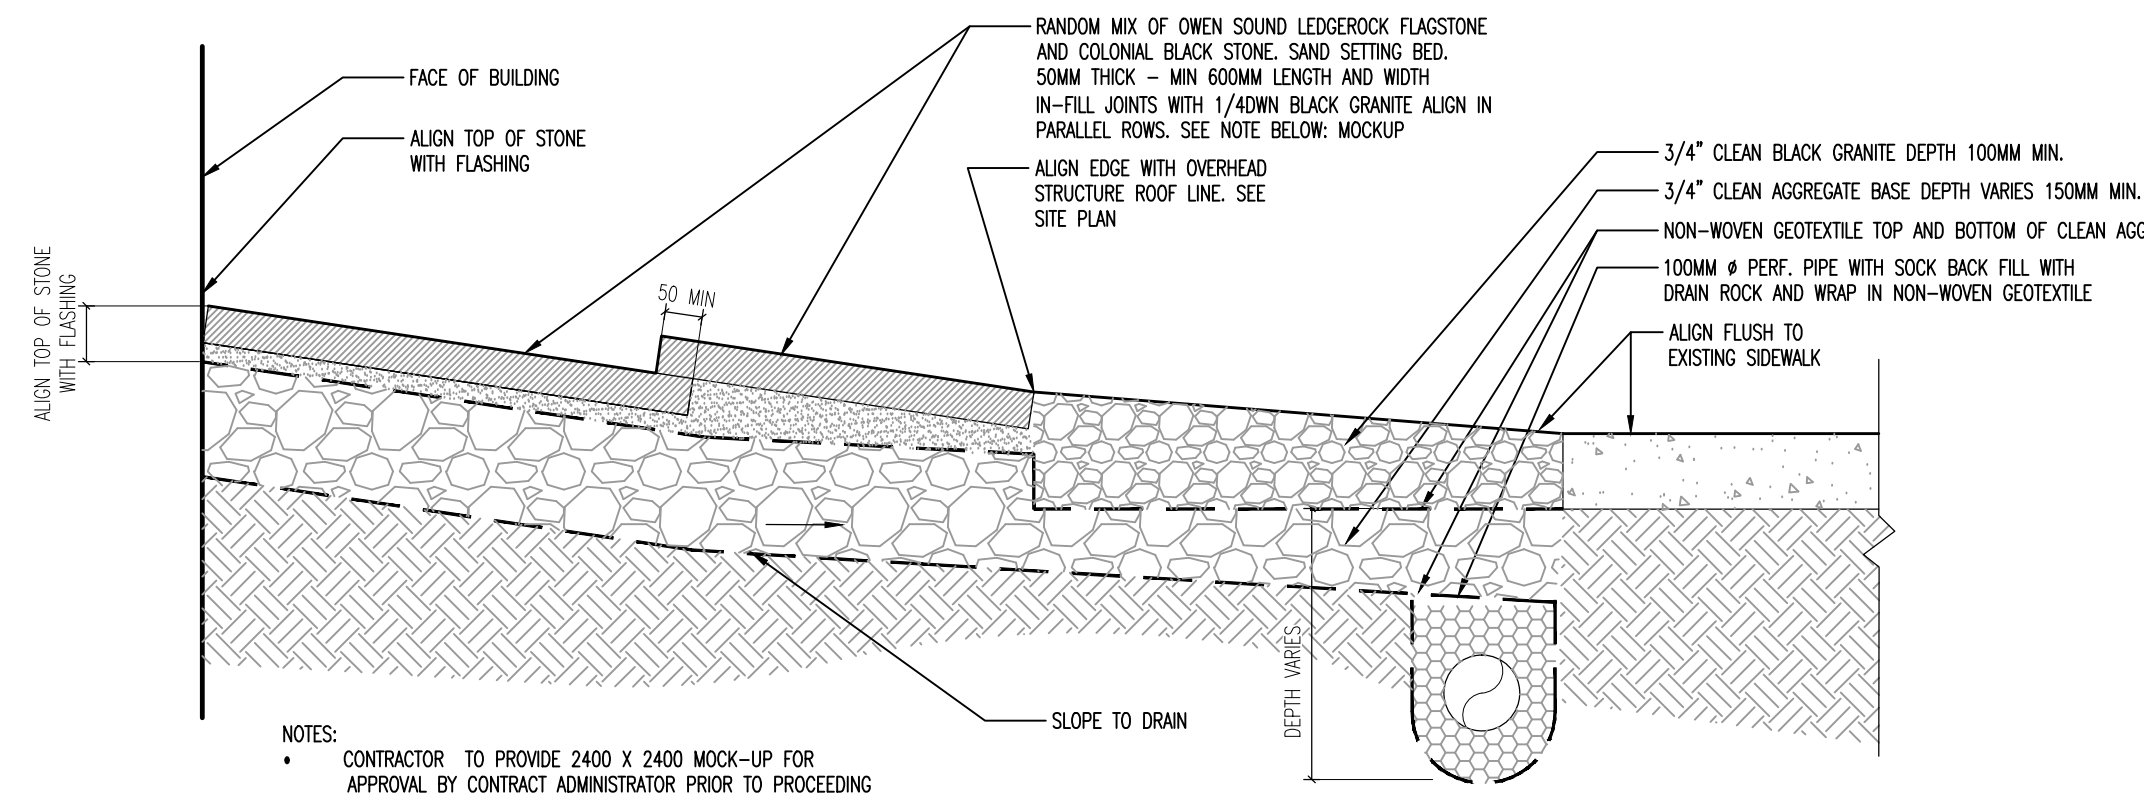 FACE OF BUILDING
ALIGN TOP OF STONE
WITH FLASHING
RANDOM MIX OF OWEN SOUND LEDGEROCK FLAGSTONE
AND COLONIAL BLACK STONE. SAND SETTING BED.
50MM THICK – MIN 600MM LENGTH AND WIDTH
IN-FILL JOINTS WITH 1/4DWN BLACK GRANITE ALIGN IN
PARALLEL ROWS. SEE NOTE BELOW: MOCKUP
ALIGN EDGE WITH OVERHEAD
STRUCTURE ROOF LINE. SEE
SITE PLAN
3/4" CLEAN BLACK GRANITE DEPTH 100MM MIN.
3/4" CLEAN AGGREGATE BASE DEPTH VARIES 150MM MIN.
NON-WOVEN GEOTEXTILE TOP AND BOTTOM OF CLEAN AGG
100MM ø PERF. PIPE WITH SOCK BACK FILL WITH
DRAIN ROCK AND WRAP IN NON-WOVEN GEOTEXTILE
ALIGN FLUSH TO
EXISTING SIDEWALK
ALIGN TOP OF STONE
WITH FLASHING
50 MIN
DEPTH VARIES
SLOPE TO DRAIN
NOTES:
• CONTRACTOR TO PROVIDE 2400 X 2400 MOCK-UP FOR
APPROVAL BY CONTRACT ADMINISTRATOR PRIOR TO PROCEEDING